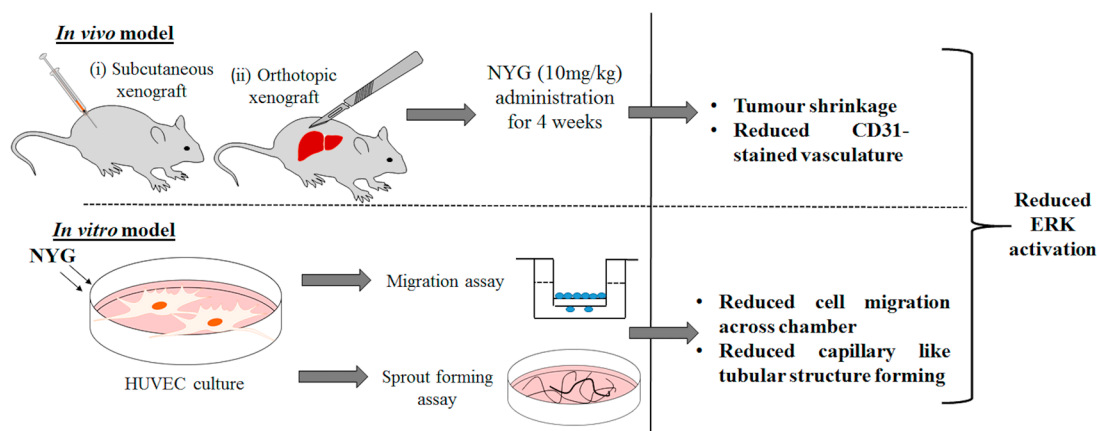 In vivo model
(i) Subcutaneous
xenograft
(ii) Orthotopic
xenograft
NYG (10mg/kg)
administration
for 4 weeks
• Tumour shrinkage
• Reduced CD31-
stained vasculature
In vitro model
NYG
HUVEC culture
Migration assay
Sprout forming
assay
• Reduced cell migration
across chamber
• Reduced capillary like
tubular structure forming
Reduced
ERK
activation